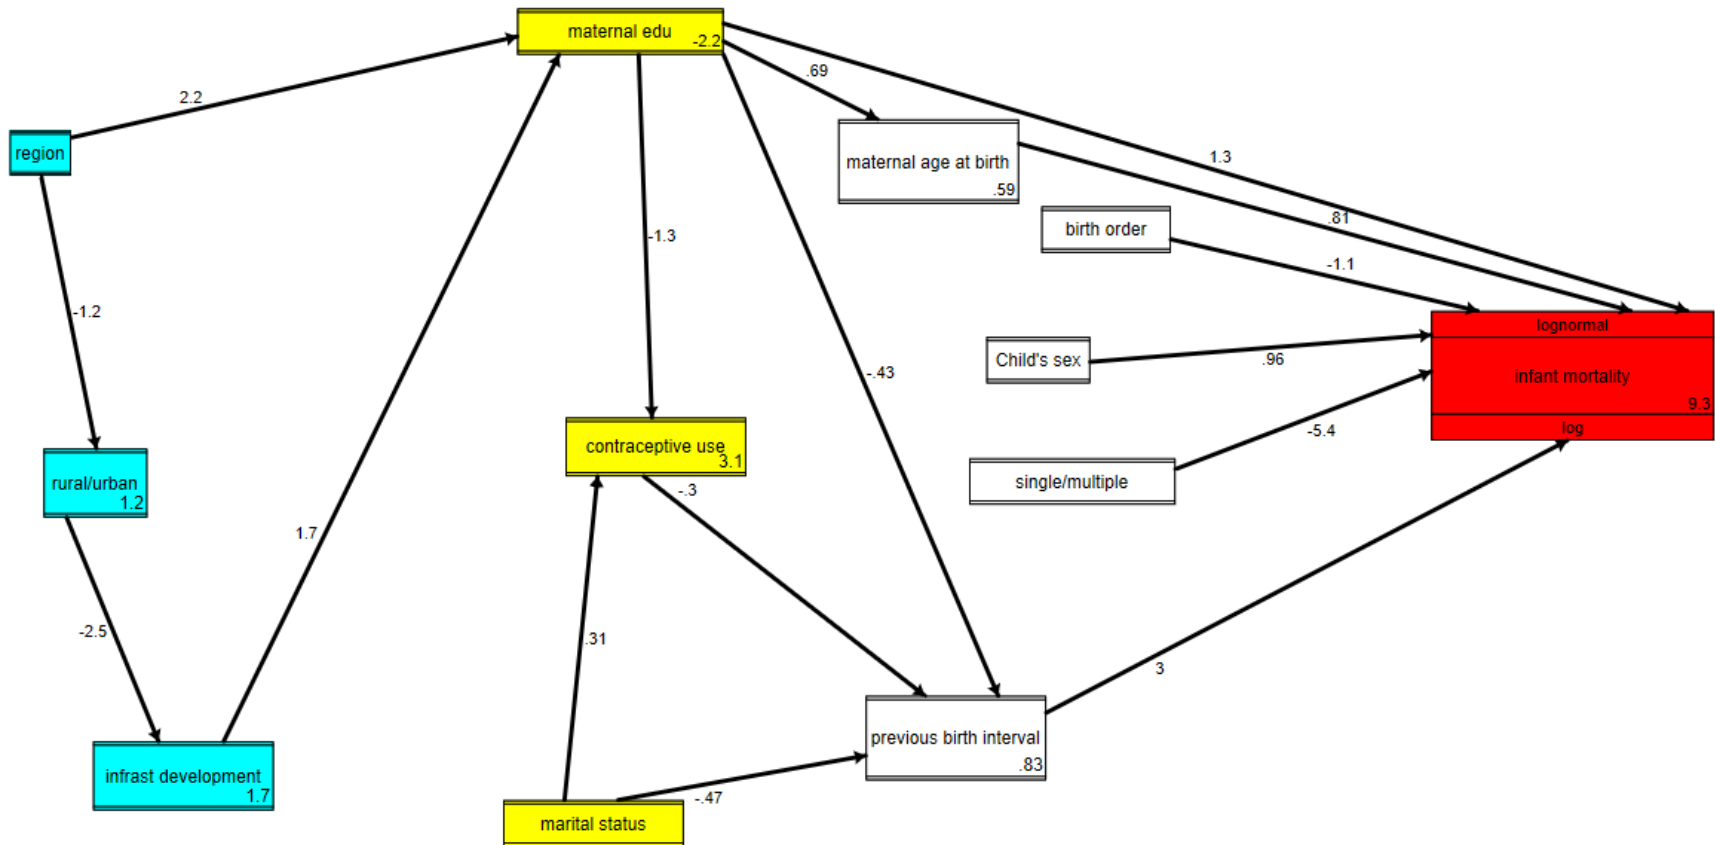 maternal edu
-2.2
.69
2.2
1.3
region
maternal age at birth
.59
.81
birth order
-1.1
-1.3
-1.2
lognormal
infant mortality
9.3
log
Child's sex
.96
-.43
-5.4
contraceptive use
3.1
single/multiple
rural/urban
1.2
-.3
1.7
-2.5
.31
3
previous birth interval
.83
infrast development
1.7
-.47
marital status